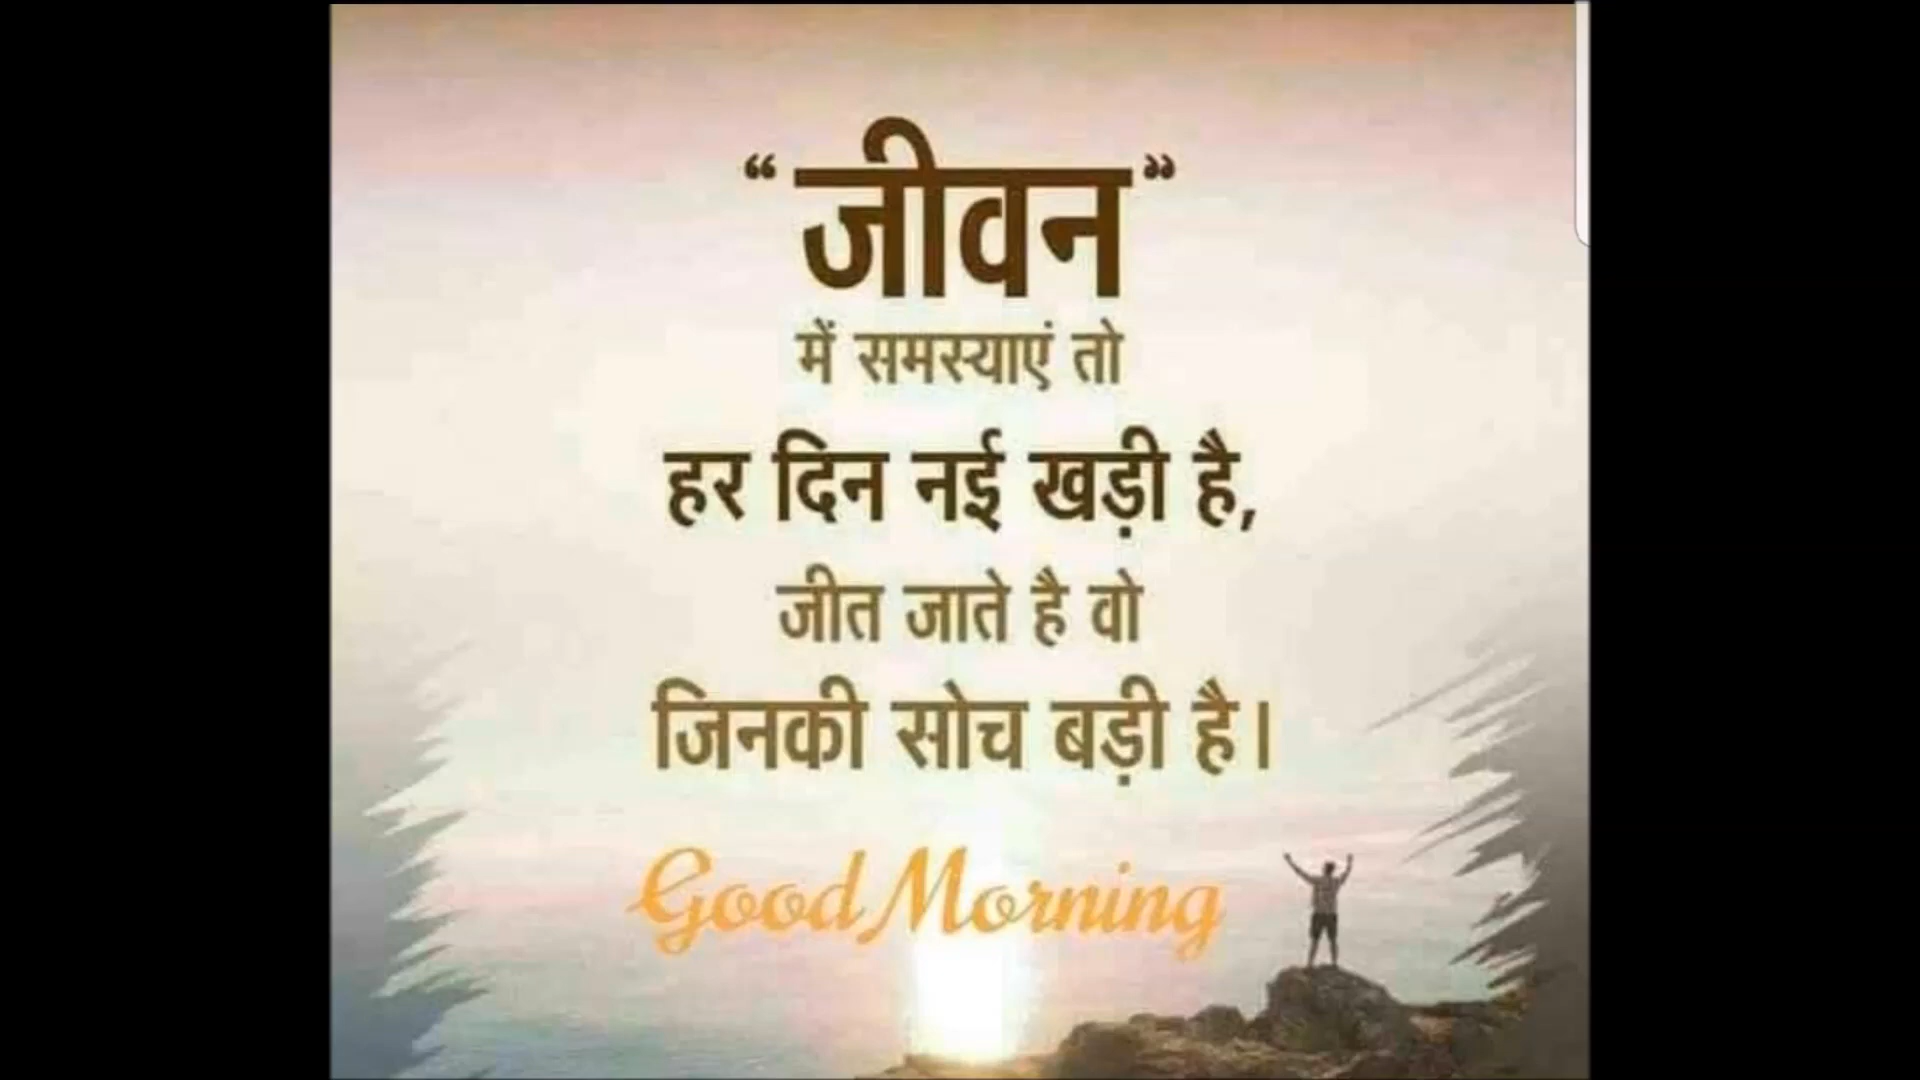 “जीवन”
में समस्याएं तो
हर दिन नई खड़ी है,
जीत जाते है वो
जिनकी सोच बड़ी है।
Good Morning